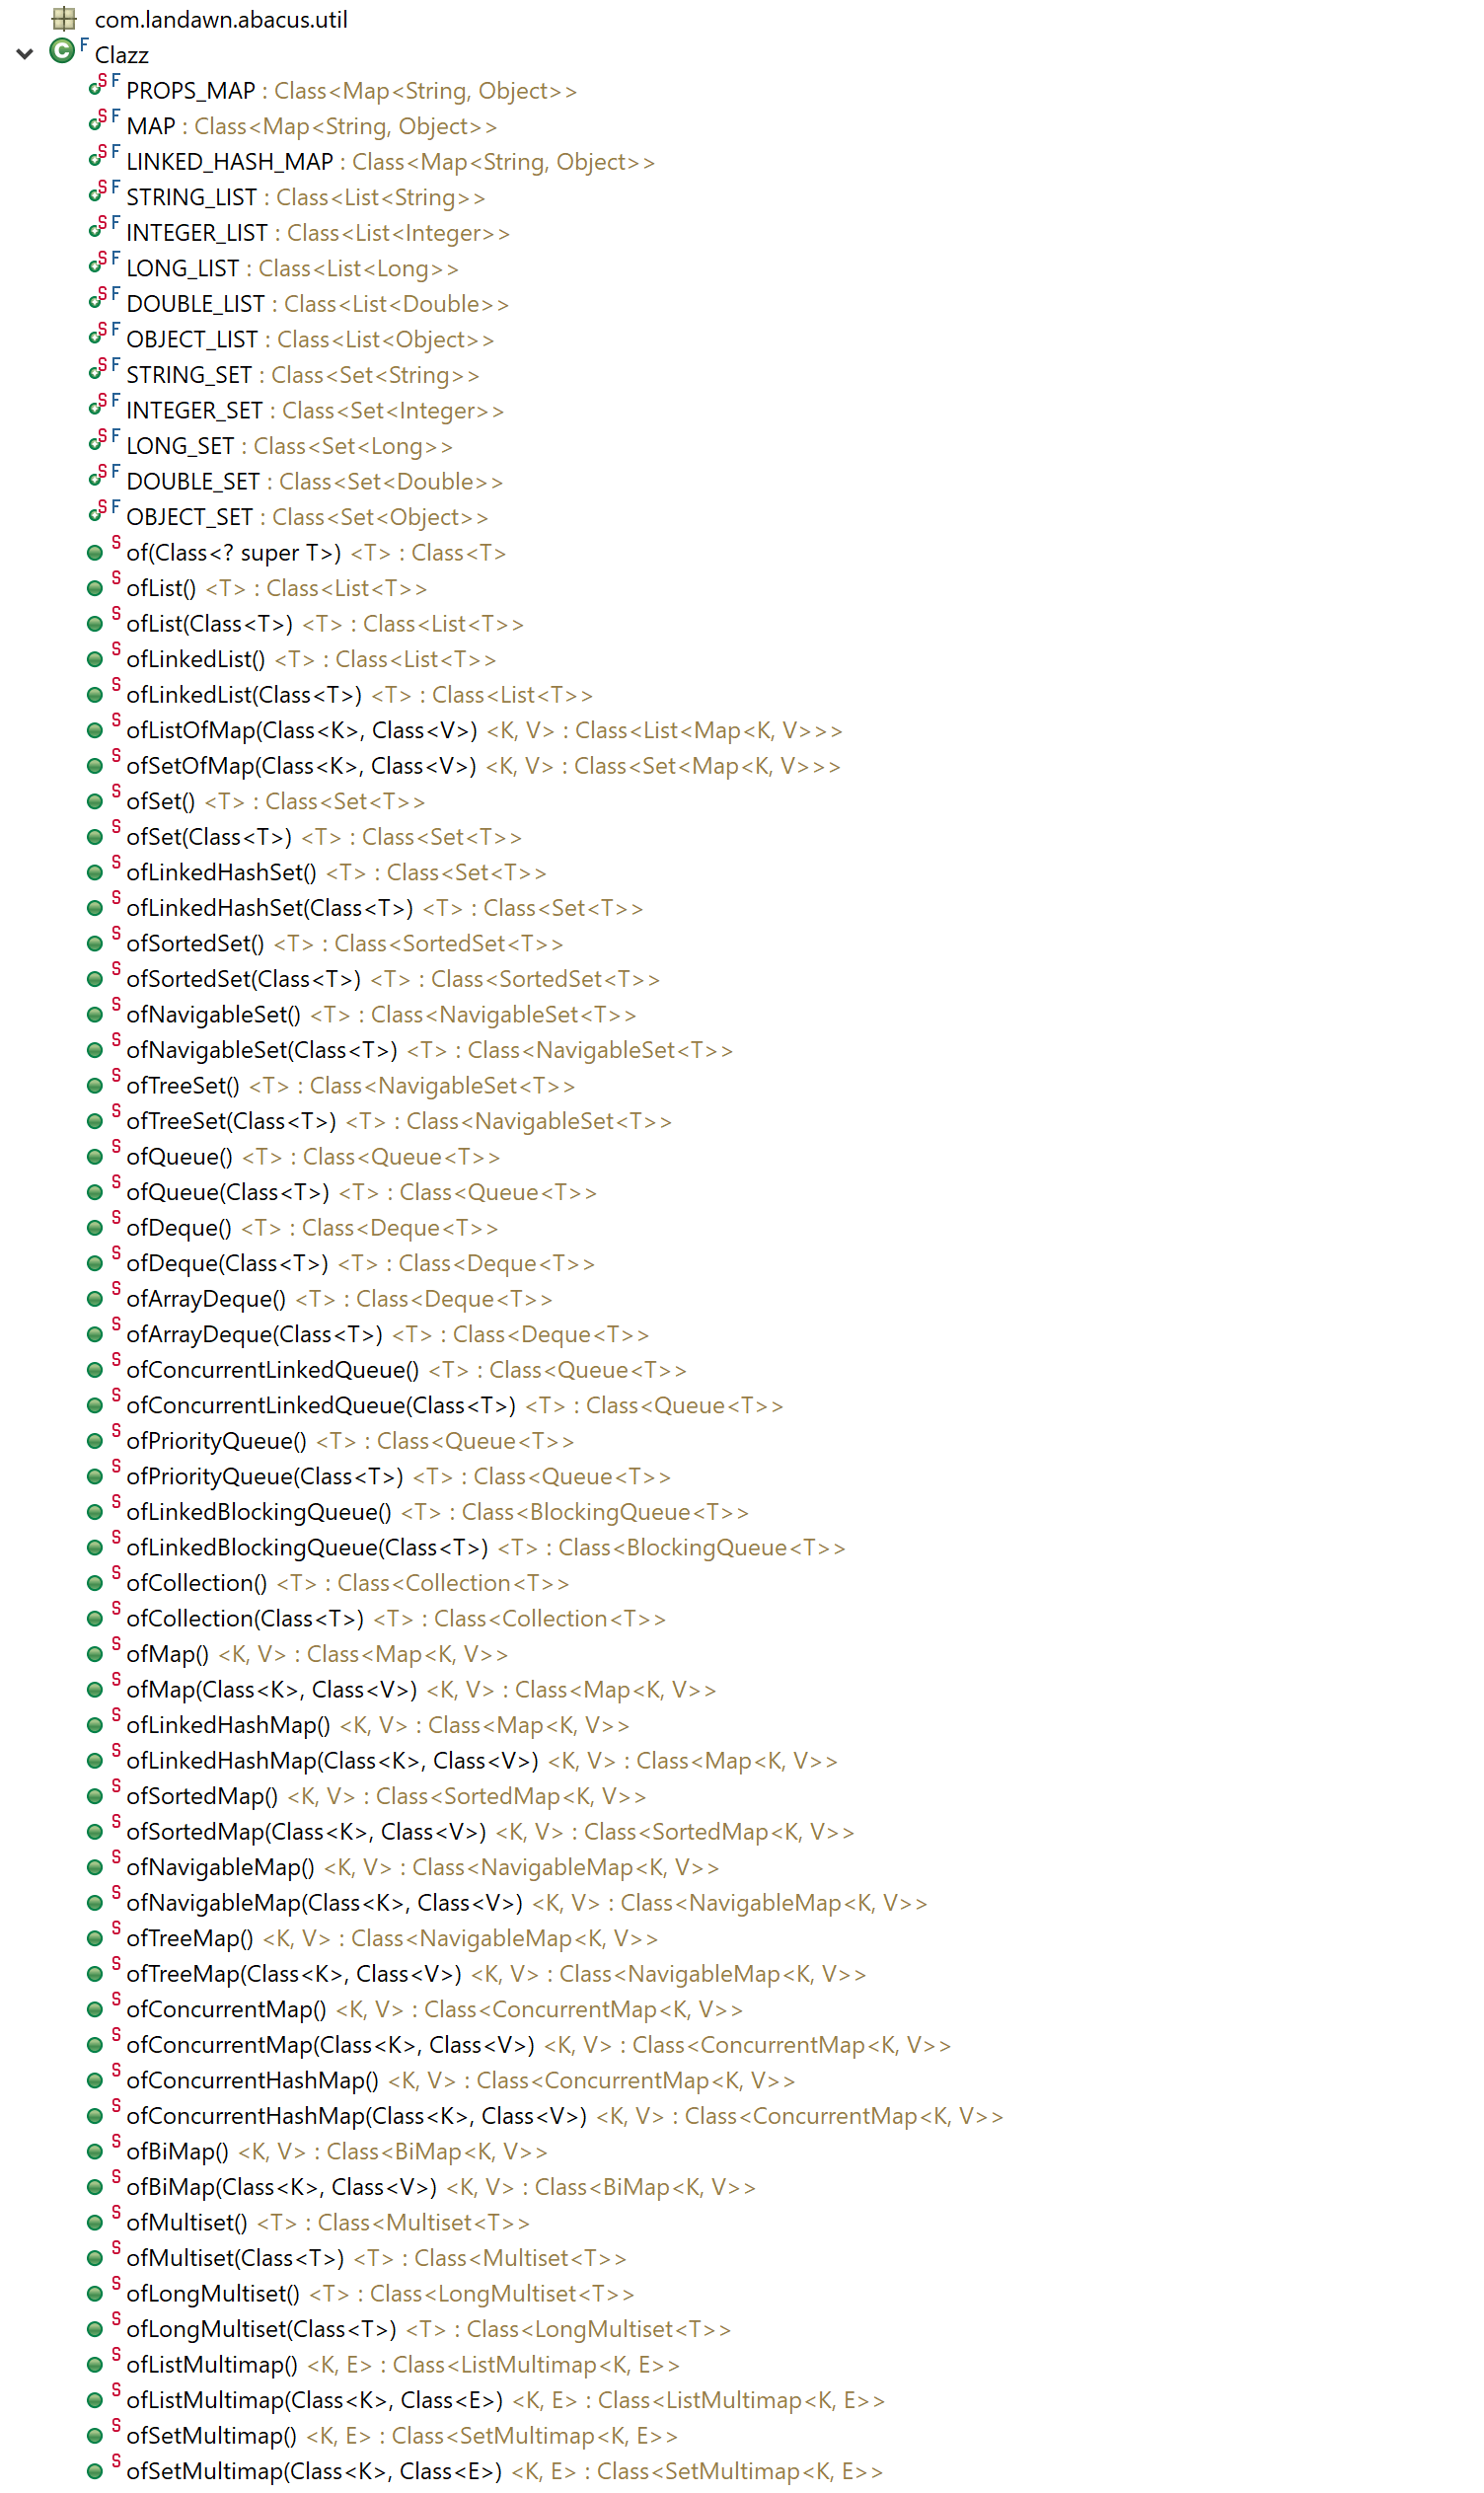 com.landawn.abacus.util
C F Clazz
S F PROPS_MAP : Class<Map<String, Object>>
S F MAP : Class<Map<String, Object>>
S F LINKED_HASH_MAP : Class<Map<String, Object>>
S F STRING_LIST : Class<List<String>>
S F INTEGER_LIST : Class<List<Integer>>
S F LONG_LIST : Class<List<Long>>
S F DOUBLE_LIST : Class<List<Double>>
S F OBJECT_LIST : Class<List<Object>>
S F STRING_SET : Class<Set<String>>
S F INTEGER_SET : Class<Set<Integer>>
S F LONG_SET : Class<Set<Long>>
S F DOUBLE_SET : Class<Set<Double>>
S F OBJECT_SET : Class<Set<Object>>
S of(Class<? super T>) <T> : Class<T>
S ofList() <T> : Class<List<T>>
S ofList(Class<T>) <T> : Class<List<T>>
S ofLinkedList() <T> : Class<List<T>>
S ofLinkedList(Class<T>) <T> : Class<List<T>>
S ofListOfMap(Class<K>, Class<V>) <K, V> : Class<List<Map<K, V>>>
S ofSetOfMap(Class<K>, Class<V>) <K, V> : Class<Set<Map<K, V>>>
S ofSet() <T> : Class<Set<T>>
S ofSet(Class<T>) <T> : Class<Set<T>>
S ofLinkedHashSet() <T> : Class<Set<T>>
S ofLinkedHashSet(Class<T>) <T> : Class<Set<T>>
S ofSortedSet() <T> : Class<SortedSet<T>>
S ofSortedSet(Class<T>) <T> : Class<SortedSet<T>>
S ofNavigableSet() <T> : Class<NavigableSet<T>>
S ofNavigableSet(Class<T>) <T> : Class<NavigableSet<T>>
S ofTreeSet() <T> : Class<NavigableSet<T>>
S ofTreeSet(Class<T>) <T> : Class<NavigableSet<T>>
S ofQueue() <T> : Class<Queue<T>>
S ofQueue(Class<T>) <T> : Class<Queue<T>>
S ofDeque() <T> : Class<Deque<T>>
S ofDeque(Class<T>) <T> : Class<Deque<T>>
S ofArrayDeque() <T> : Class<Deque<T>>
S ofArrayDeque(Class<T>) <T> : Class<Deque<T>>
S ofConcurrentLinkedQueue() <T> : Class<Queue<T>>
S ofConcurrentLinkedQueue(Class<T>) <T> : Class<Queue<T>>
S ofPriorityQueue() <T> : Class<Queue<T>>
S ofPriorityQueue(Class<T>) <T> : Class<Queue<T>>
S ofLinkedBlockingQueue() <T> : Class<BlockingQueue<T>>
S ofLinkedBlockingQueue(Class<T>) <T> : Class<BlockingQueue<T>>
S ofCollection() <T> : Class<Collection<T>>
S ofCollection(Class<T>) <T> : Class<Collection<T>>
S ofMap() <K, V> : Class<Map<K, V>>
S ofMap(Class<K>, Class<V>) <K, V> : Class<Map<K, V>>
S ofLinkedHashMap() <K, V> : Class<Map<K, V>>
S ofLinkedHashMap(Class<K>, Class<V>) <K, V> : Class<Map<K, V>>
S ofSortedMap() <K, V> : Class<SortedMap<K, V>>
S ofSortedMap(Class<K>, Class<V>) <K, V> : Class<SortedMap<K, V>>
S ofNavigableMap() <K, V> : Class<NavigableMap<K, V>>
S ofNavigableMap(Class<K>, Class<V>) <K, V> : Class<NavigableMap<K, V>>
S ofTreeMap() <K, V> : Class<NavigableMap<K, V>>
S ofTreeMap(Class<K>, Class<V>) <K, V> : Class<NavigableMap<K, V>>
S ofConcurrentMap() <K, V> : Class<ConcurrentMap<K, V>>
S ofConcurrentMap(Class<K>, Class<V>) <K, V> : Class<ConcurrentMap<K, V>>
S ofConcurrentHashMap() <K, V> : Class<ConcurrentMap<K, V>>
S ofConcurrentHashMap(Class<K>, Class<V>) <K, V> : Class<ConcurrentMap<K, V>>
S ofBiMap() <K, V> : Class<BiMap<K, V>>
S ofBiMap(Class<K>, Class<V>) <K, V> : Class<BiMap<K, V>>
S ofMultiset() <T> : Class<Multiset<T>>
S ofMultiset(Class<T>) <T> : Class<Multiset<T>>
S ofLongMultiset() <T> : Class<LongMultiset<T>>
S ofLongMultiset(Class<T>) <T> : Class<LongMultiset<T>>
S ofListMultimap() <K, E> : Class<ListMultimap<K, E>>
S ofListMultimap(Class<K>, Class<E>) <K, E> : Class<ListMultimap<K, E>>
S ofSetMultimap() <K, E> : Class<SetMultimap<K, E>>
S ofSetMultimap(Class<K>, Class<E>) <K, E> : Class<SetMultimap<K, E>>